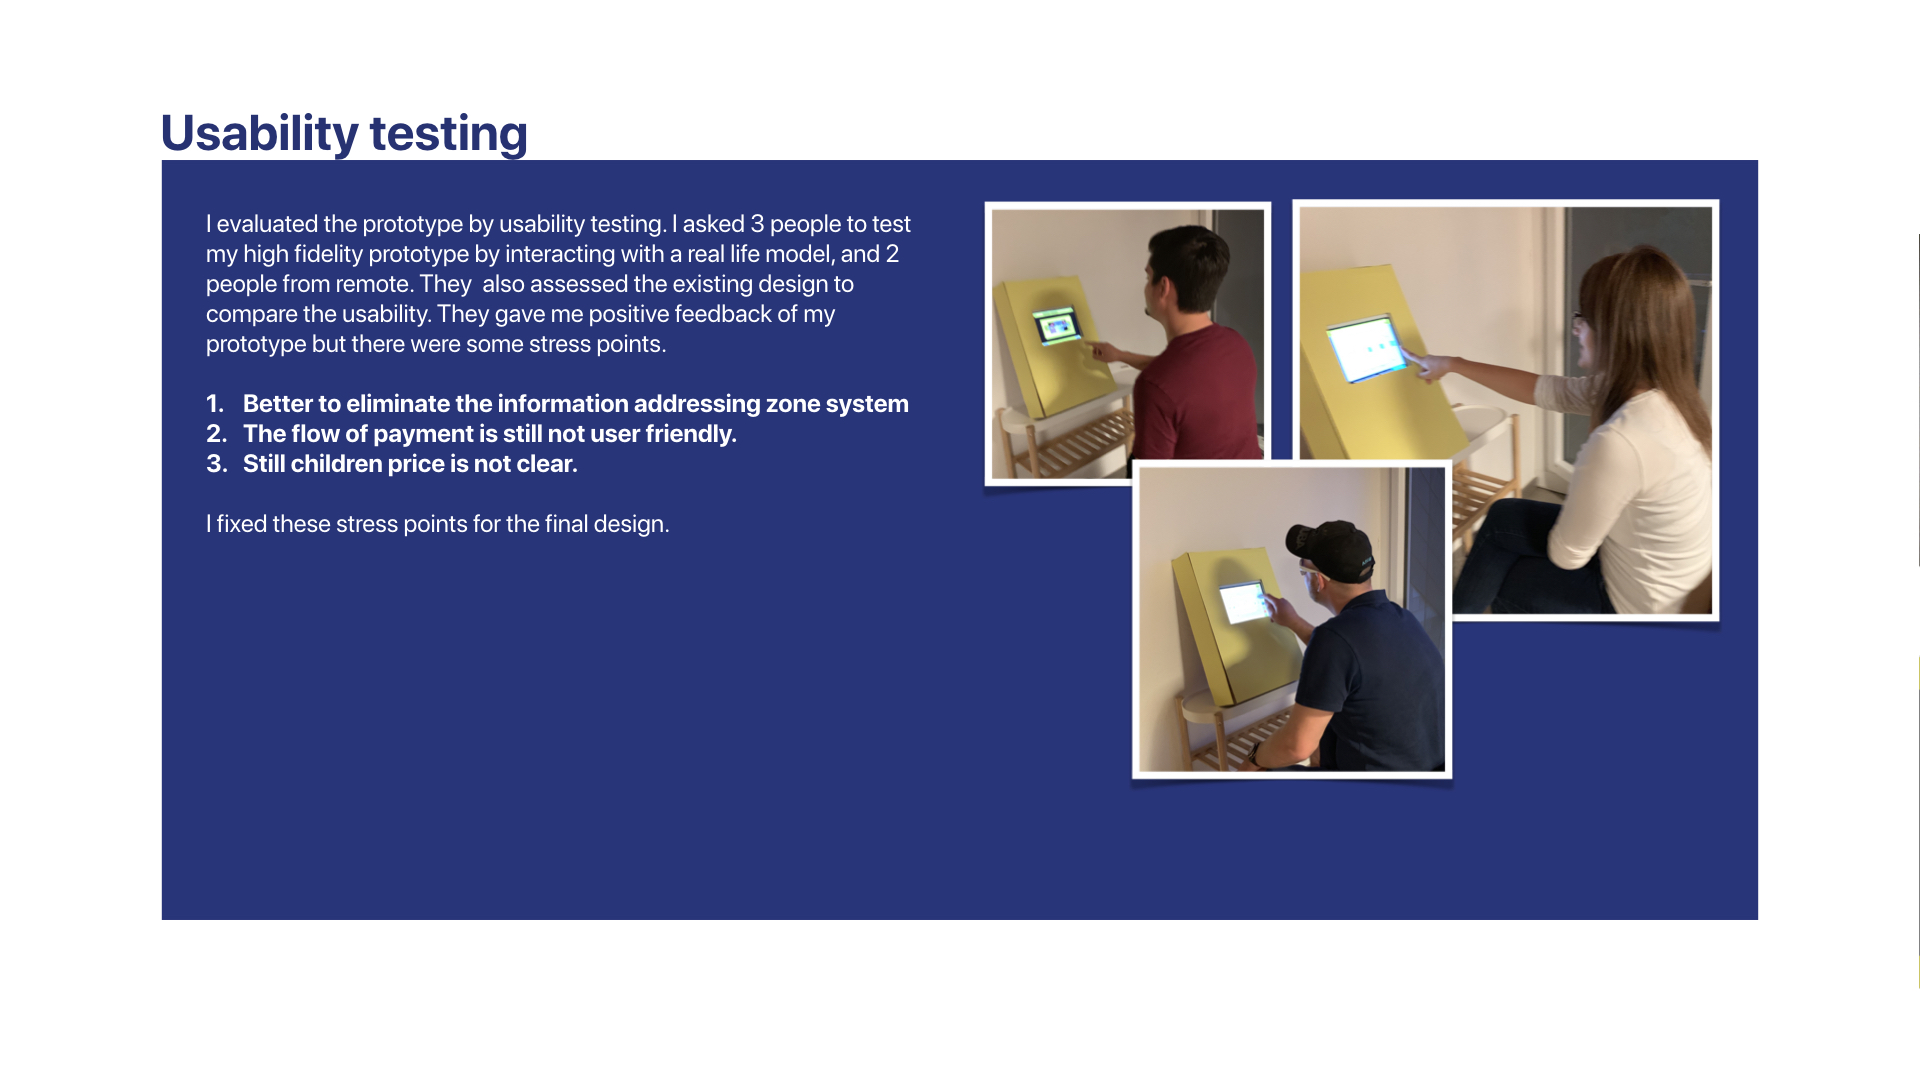 Usability testing
I evaluated the prototype by usability testing. I asked 3 people to test
my high fidelity prototype by interacting with a real life model, and 2
people from remote. They  also assessed the existing design to
compare the usability. They gave me positive feedback of my
prototype but there were some stress points.
1. Better to eliminate the information addressing zone system
2. The flow of payment is still not user friendly.
3. Still children price is not clear.
I fixed these stress points for the final design.